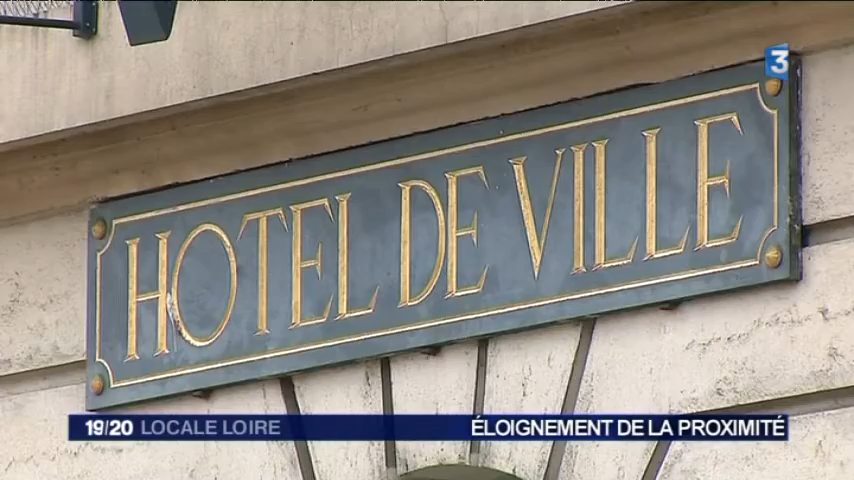 3
HOTEL DE VILLE
19/20 LOCALE LOIRE ÉLOIGNEMENT DE LA PROXIMITÉ